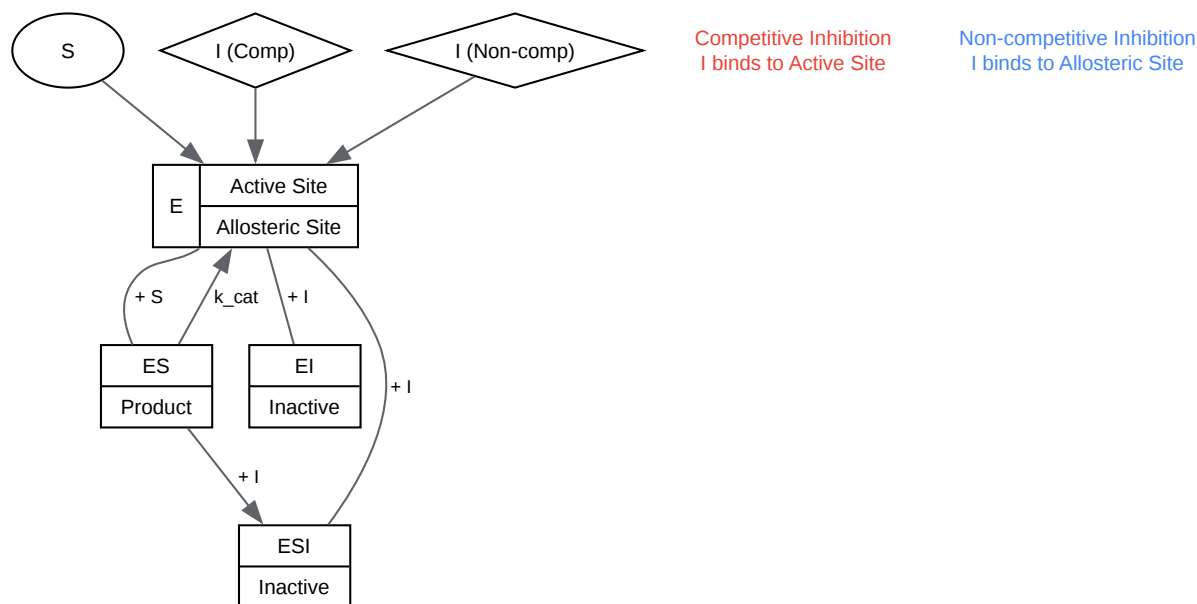 S
I (Comp)
I (Non-comp)
Competitive Inhibition
I binds to Active Site
Non-competitive Inhibition
I binds to Allosteric Site
E
Active Site
Allosteric Site
+ S
k_cat
+ I
ES
Product
EI
Inactive
+ I
+ I
ESI
Inactive